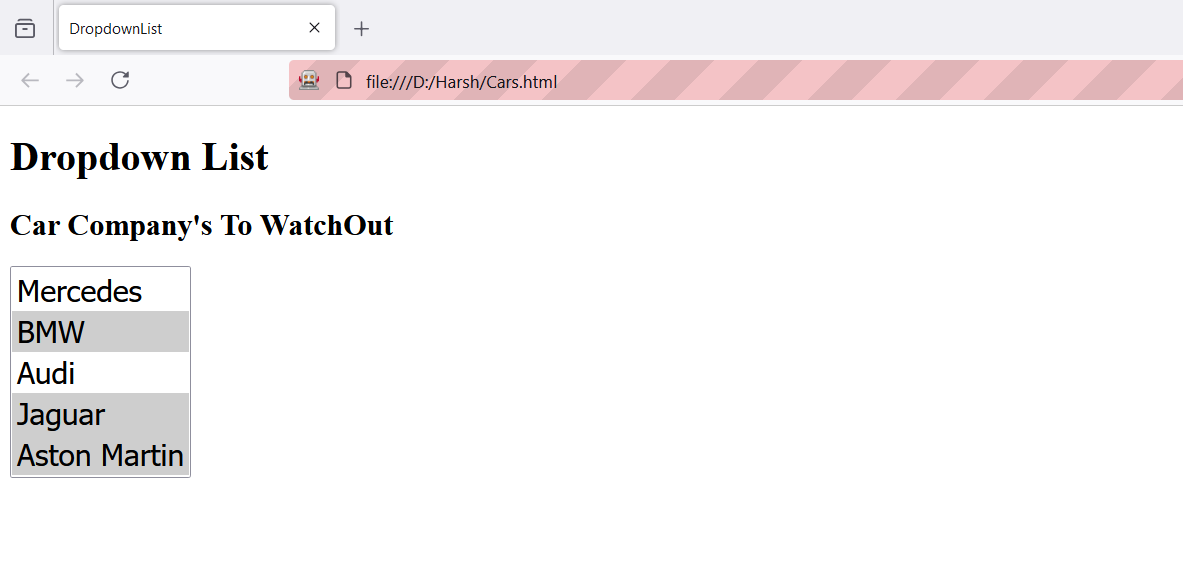 DropdownList
file:///D:/Harsh/Cars.html
Dropdown List
Car Company's To WatchOut
Mercedes
BMW
Audi
Jaguar
Aston Martin